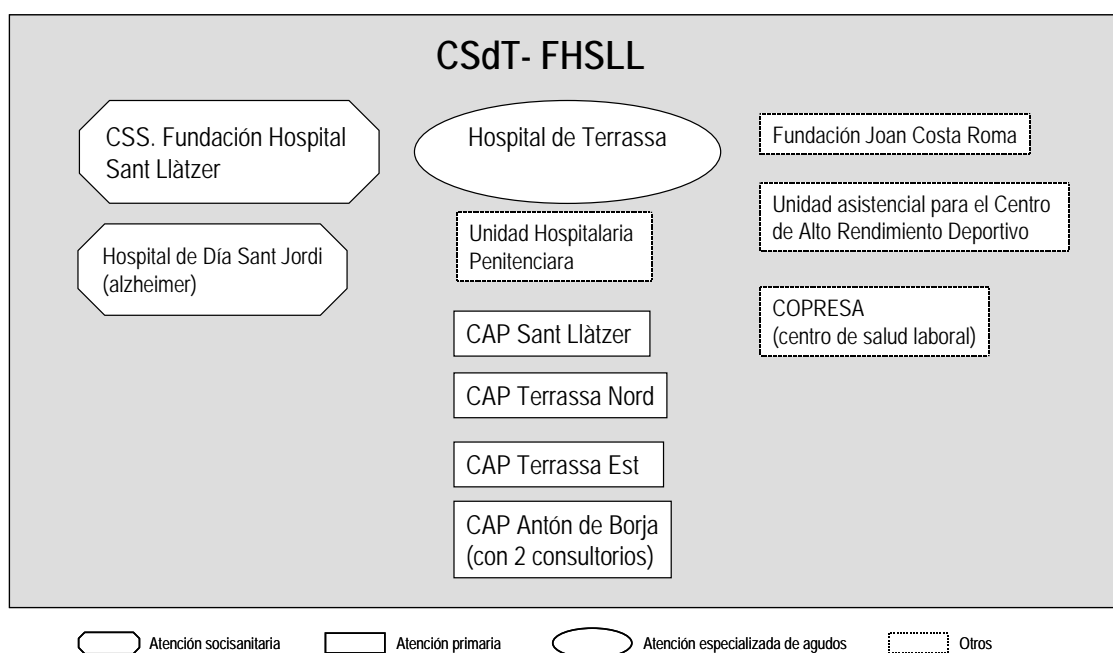 CSdT- FHSLL
CSS. Fundación Hospital
Sant Llàtzer
Hospital de Día Sant Jordi
(alzheimer)
Hospital de Terrassa
Unidad Hospitalaria
Penitenciara
CAP Sant Llàtzer
CAP Terrassa Nord
CAP Terrassa Est
CAP Antón de Borja
(con 2 consultorios)
Fundación Joan Costa Roma
Unidad asistencial para el Centro
de Alto Rendimiento Deportivo
COPRESA
(centro de salud laboral)
Atención socisanitaria
Atención primaria
Atención especializada de agudos
Otros